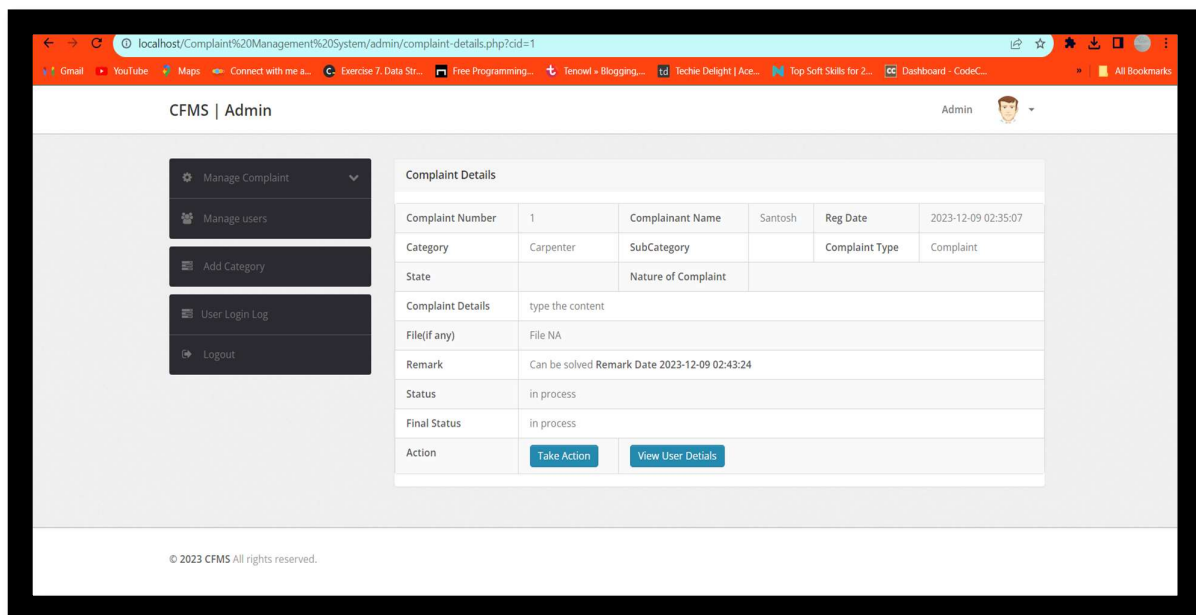 localhost/Complaint%20Management%20System/admin/complaint-details.php?cid=1
Gmail YouTube Maps Connect with me a... Exercise 7. Data Str... Free Programming... Tenowl » Blogging,... td Techie Delight | Ace... Top Soft Skills for 2... CC Dashboard - CodeC... » All Bookmarks
CFMS | Admin Admin
Manage Complaint
Manage users
Add Category
User Login Log
Logout
Complaint Details
Complaint Number 1 Complainant Name Santosh Reg Date 2023-12-09 02:35:07
Category Carpenter SubCategory Complaint Type Complaint
State Nature of Complaint
Complaint Details type the content
File(if any) File NA
Remark Can be solved Remark Date 2023-12-09 02:43:24
Status in process
Final Status in process
Action Take Action View User Detials
© 2023 CFMS All rights reserved.